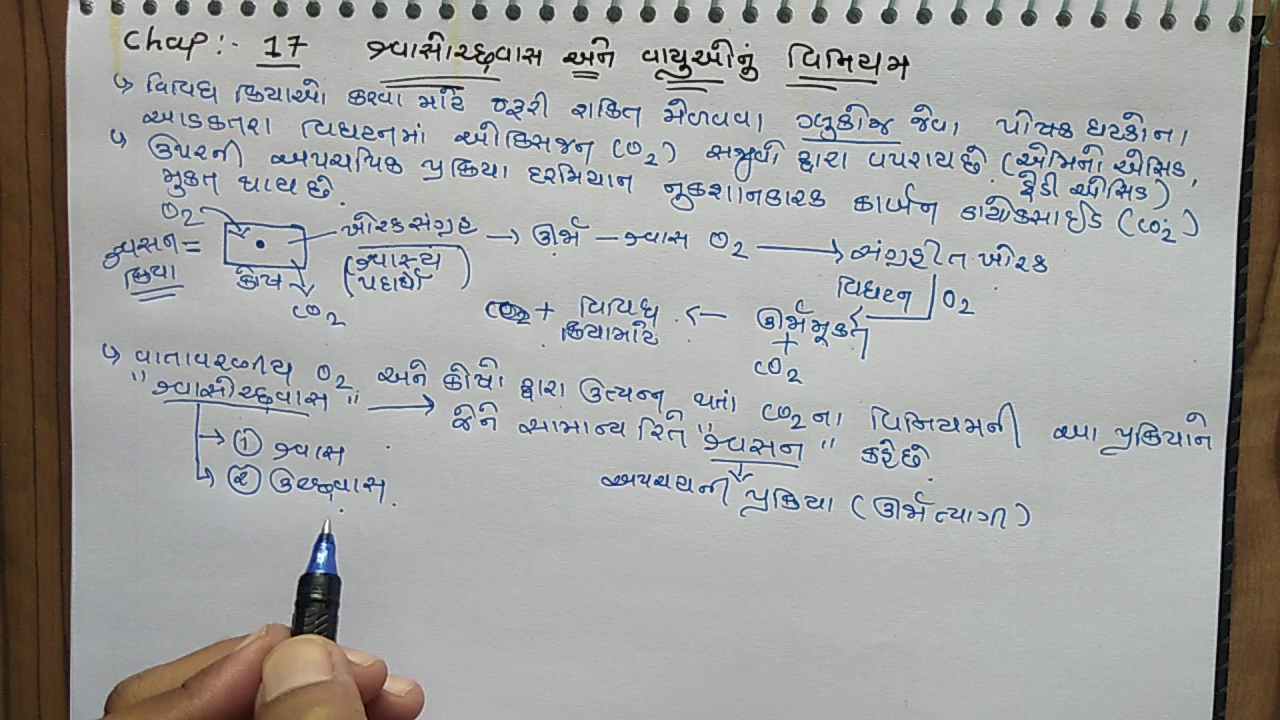 Chap:- 17 શ્વાસોચ્છ્વાસ અને વાયુઓનું વિનિમય
↳ વિવિધ ક્રિયાઓ કરવા માટે જરૂરી શક્તિ મેળવવા ગ્લુકોજ જેવા પોષક ઘટકોના
આડકતરા વિઘટનમાં ઓક્સિજન (O₂) સજીવો દ્વારા વપરાય છે (એમિનો એસિડ,
ફેટી એસિડ)
↳ ઉપરની અપચયિક પ્રક્રિયા દરમિયાન નુકશાનકારક કાર્બન ડાયોક્સાઈડ (CO₂)
મુક્ત થાય છે.
O₂
શ્વસન = ખોરાકસંગ્રહ → ઊર્જા – શ્વાસ O₂ → સંગ્રહીત ખોરાક
ક્રિયા કોષ (શ્વાસ્ય પદાર્થો)
CO₂
વિઘટન O₂
CO₂ + વિવિધ ક્રિયામાટે ← ઊર્જામુક્ત
+
CO₂
↳ વાતાવરણીય O₂ અને કોષો દ્વારા ઉત્પન્ન થતાં CO₂ ના વિનિમયની આ પ્રક્રિયાને
"શ્વાસોચ્છ્વાસ" → જેને સામાન્ય રિતે "શ્વસન" કહે છે.
→ ① શ્વાસ
→ ② ઉચ્છ્વાસ.
અપચયની પ્રક્રિયા (ઊર્જાત્યાગી)